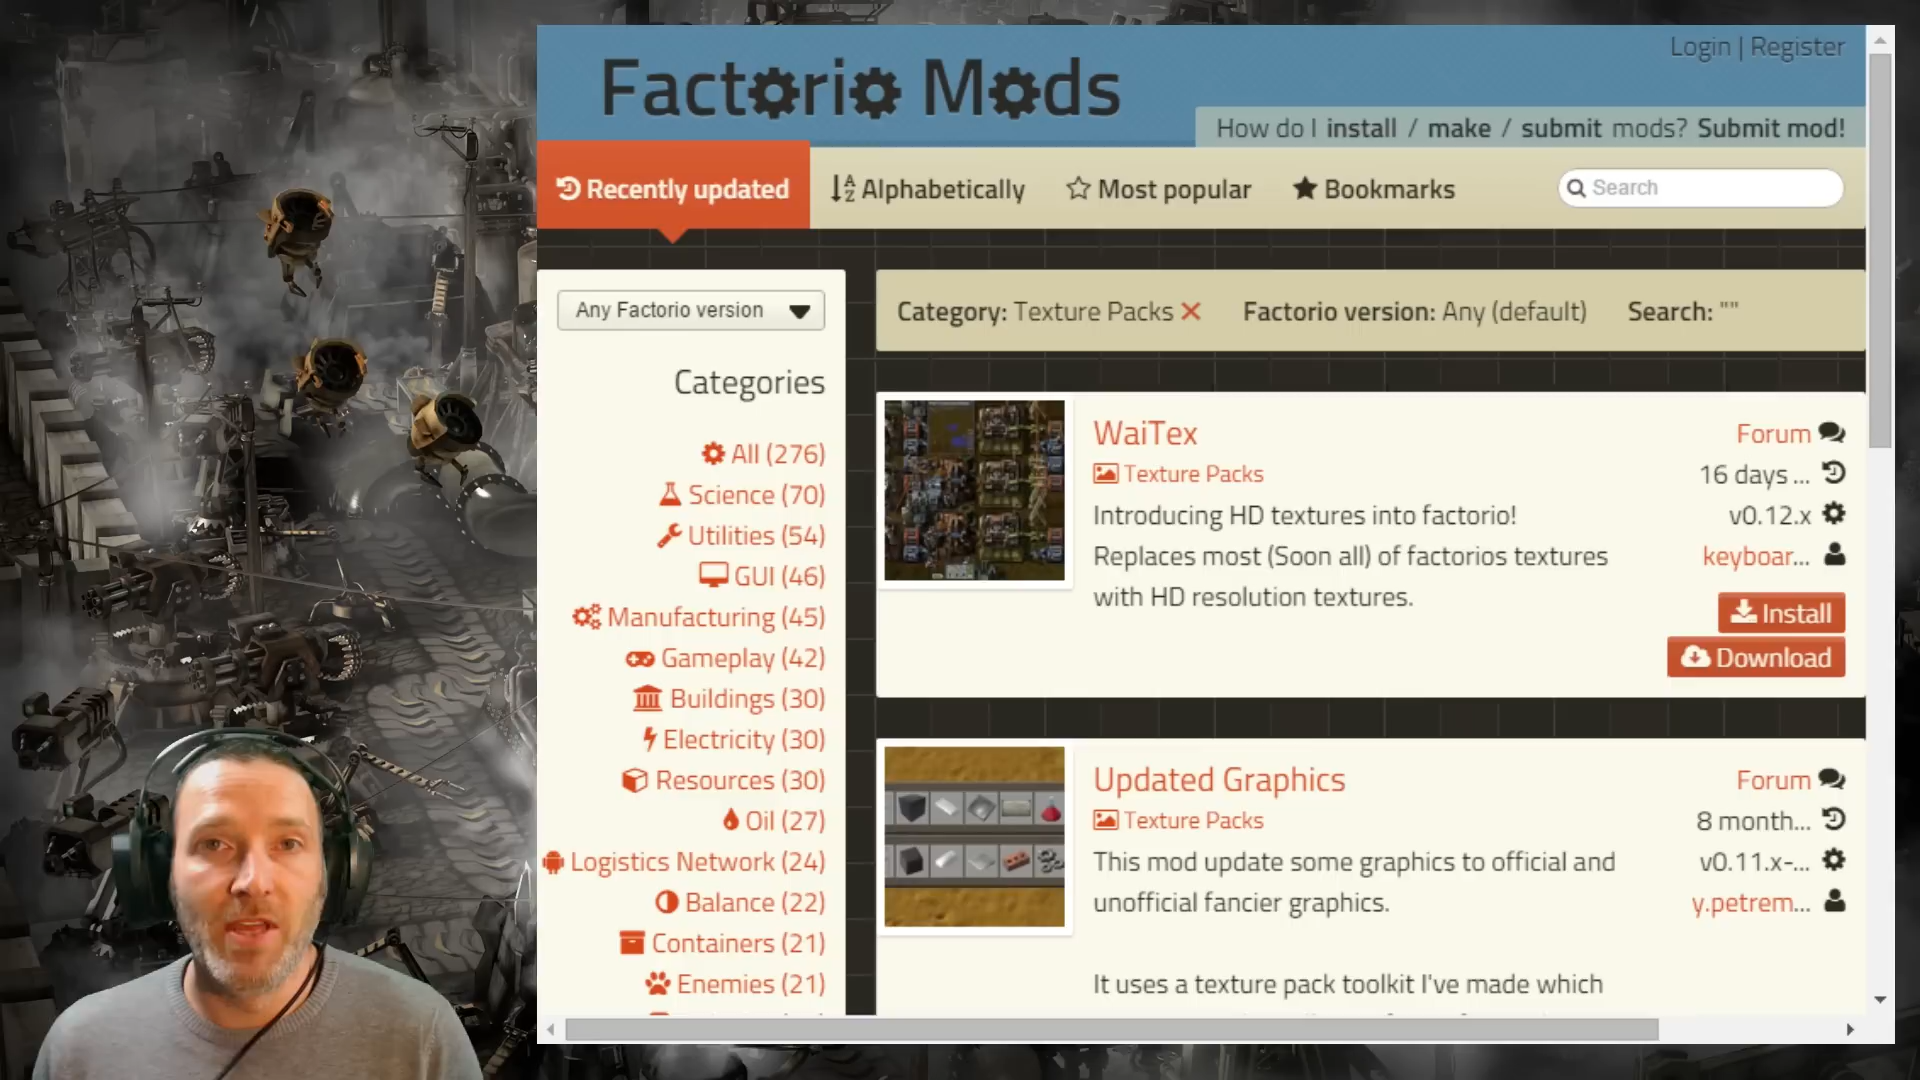 Login | Register
Factorio Mods
How do I install / make / submit mods? Submit mod!
Recently updated
Alphabetically
Most popular
Bookmarks
Search
Any Factorio version
Category: Texture Packs
Factorio version: Any (default)
Search: ""
Categories
All (276)
Science (70)
Utilities (54)
GUI (46)
Manufacturing (45)
Gameplay (42)
Buildings (30)
Electricity (30)
Resources (30)
Oil (27)
Logistics Network (24)
Balance (22)
Containers (21)
Enemies (21)
WaiTex
Texture Packs
Introducing HD textures into factorio!
Replaces most (Soon all) of factorios textures
with HD resolution textures.
Forum
16 days ...
v0.12.x
keyboar...
Install
Download
Updated Graphics
Texture Packs
This mod update some graphics to official and
unofficial fancier graphics.
It uses a texture pack toolkit I've made which
Forum
8 month...
v0.11.x-...
y.petrem...